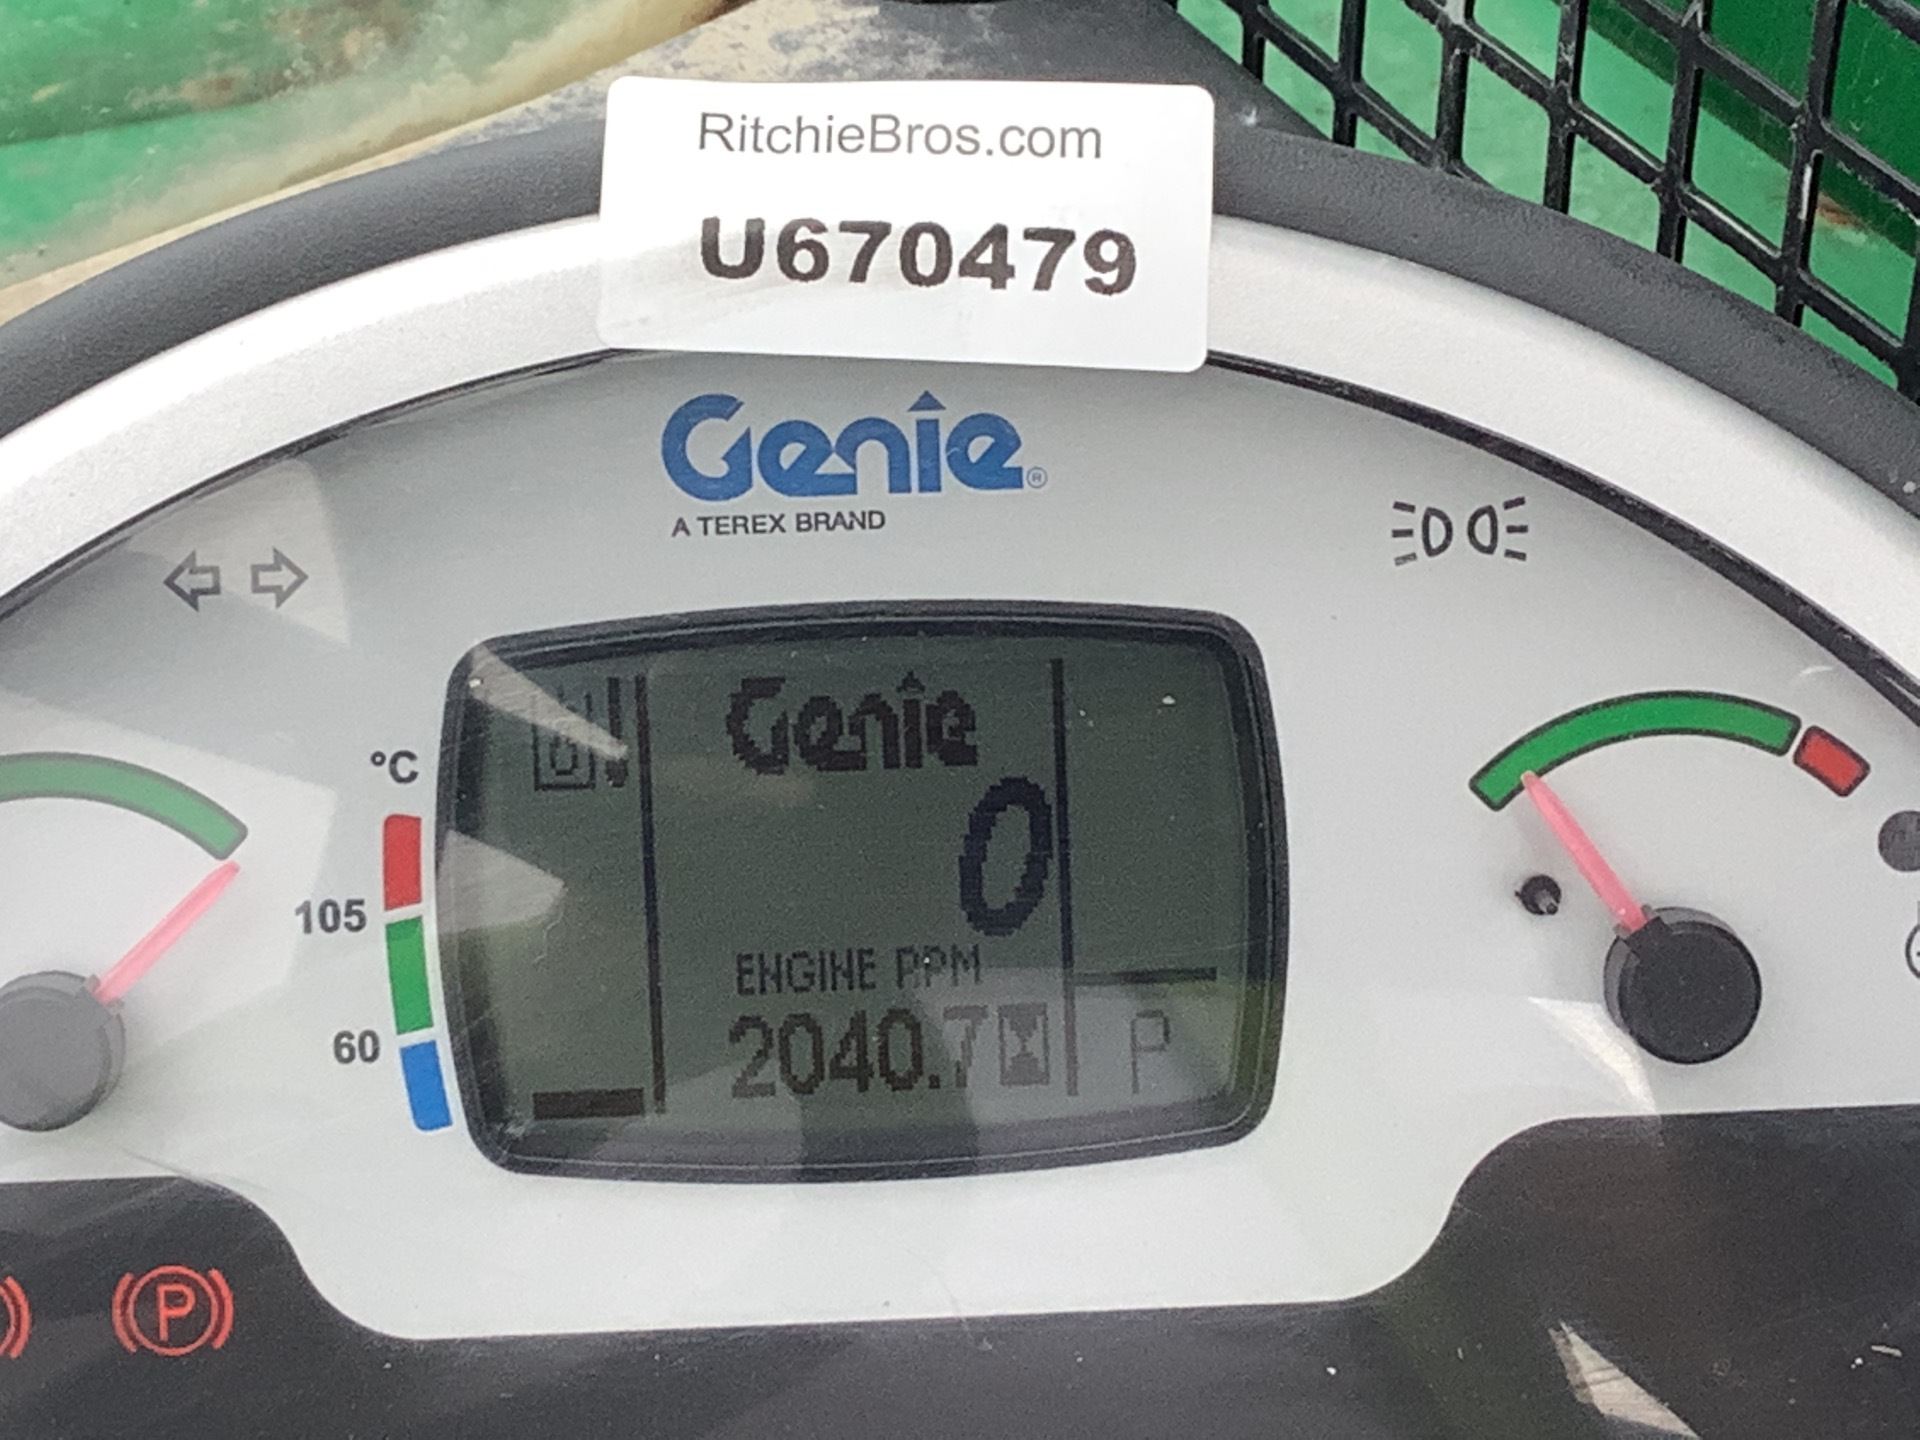 RitchieBros.com
U670479
Genie®
A TEREX BRAND
°C
105
60
Genie
0
ENGINE RPM
2040.7
P
P